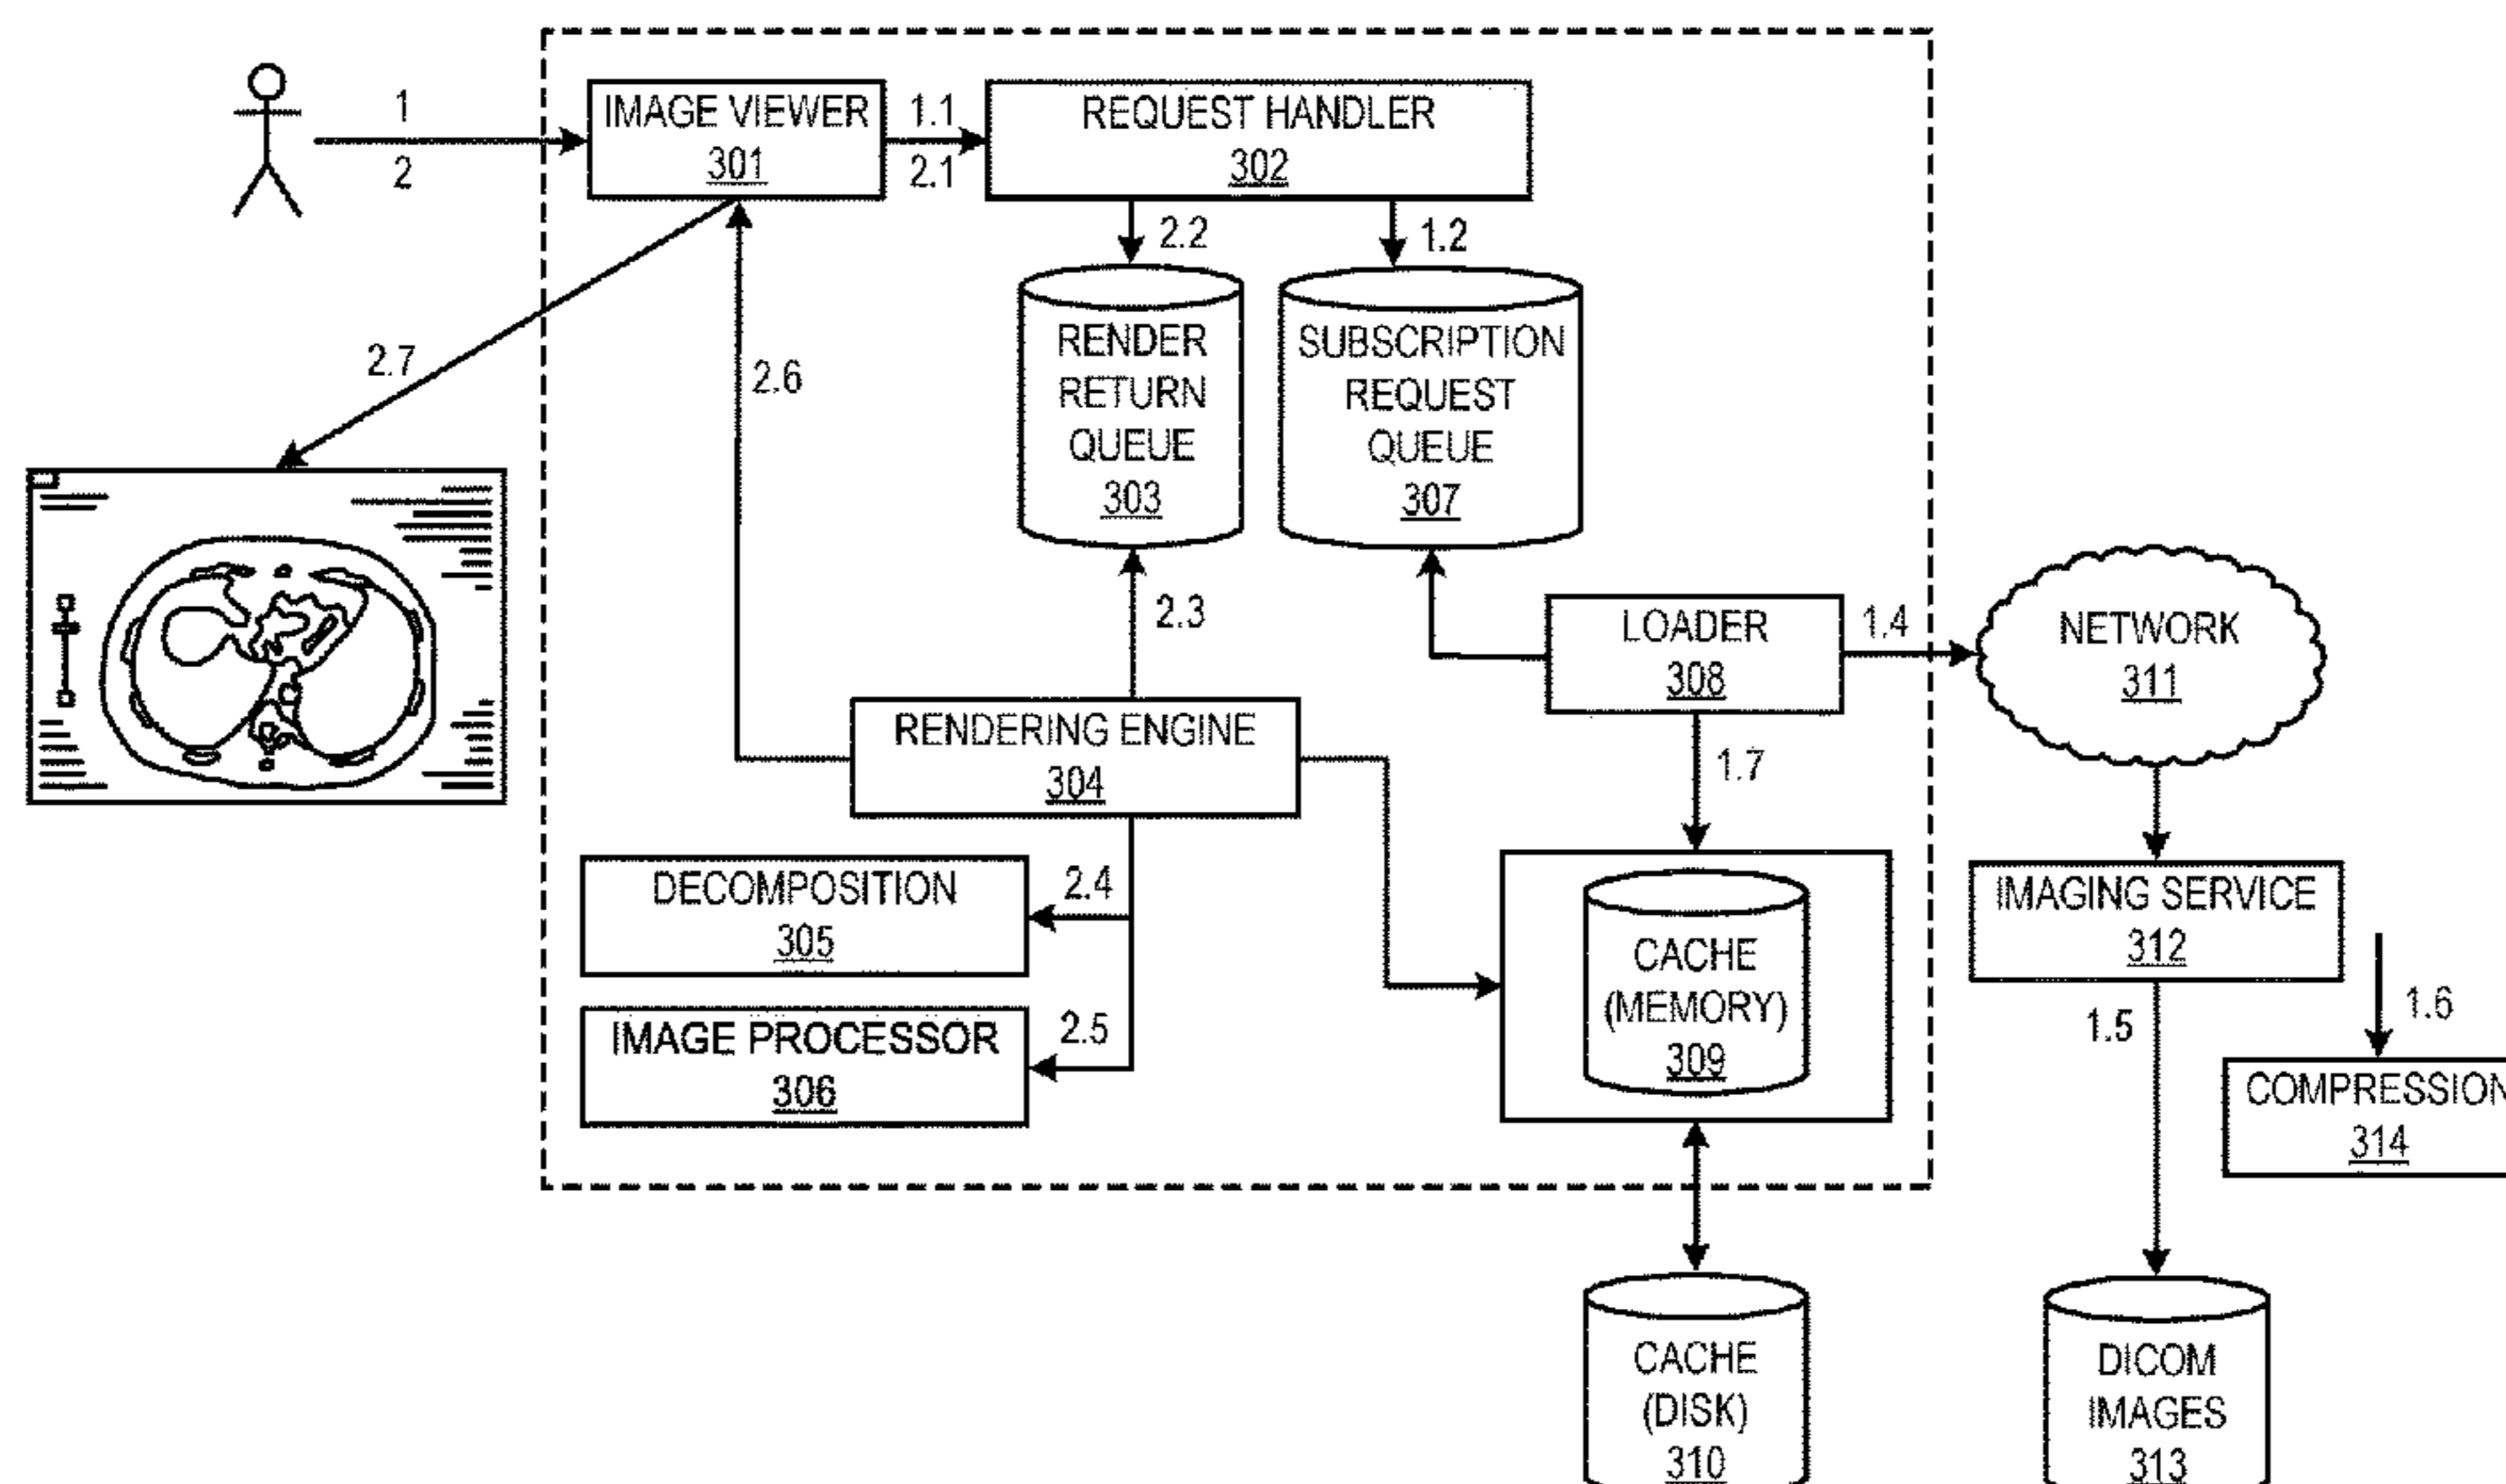 1
2
IMAGE VIEWER
301
1.1
2.1
REQUEST HANDLER
302
2.2
1.2
RENDER
RETURN
QUEUE
303
SUBSCRIPTION
REQUEST
QUEUE
307
2.7
2.6
2.3
LOADER
308
1.4
NETWORK
311
RENDERING ENGINE
304
1.7
DECOMPOSITION
305
2.4
IMAGE PROCESSOR
306
2.5
CACHE
(MEMORY)
309
IMAGING SERVICE
312
1.5
1.6
COMPRESSION
314
CACHE
(DISK)
310
DICOM
IMAGES
313